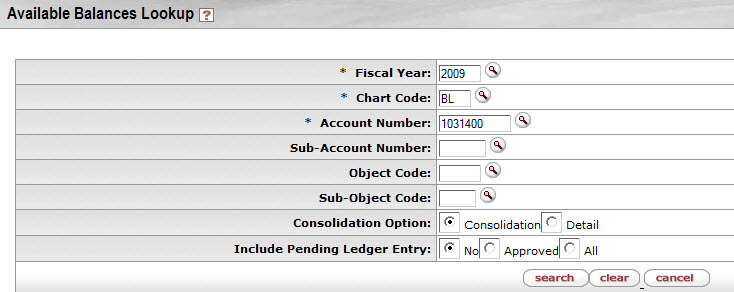 Available Balances Lookup ?
* Fiscal Year: 2009
* Chart Code: BL
* Account Number: 1031400
Sub-Account Number:
Object Code:
Sub-Object Code:
Consolidation Option: Consolidation Detail
Include Pending Ledger Entry: No Approved All
search clear cancel